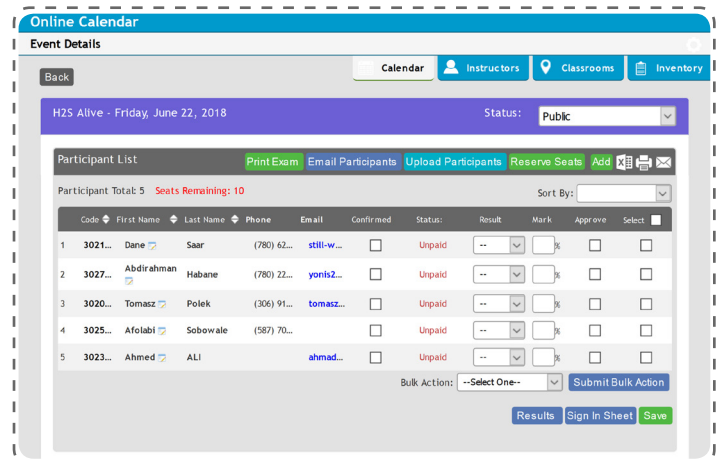 Online Calendar
Event Details
Back
Calendar Instructors Classrooms Inventory
H2S Alive - Friday, June 22, 2018 Status: Public
Participant List Print Exam Email Participants Upload Participants Reserve Seats Add
Participant Total: 5 Seats Remaining: 10 Sort By:
Code First Name Last Name Phone Email Confirmed Status: Result Mark Approve Select
1 3021... Dane Saar (780) 62... still-w... Unpaid -- %
2 3027... Abdirahman Habane (780) 22... yonis2... Unpaid -- %
3 3020... Tomasz Polek (306) 91... tomasz... Unpaid -- %
4 3025... Afolabi Sobowale (587) 70... Unpaid -- %
5 3023... Ahmed ALI ahmad... Unpaid -- %
Bulk Action: --Select One-- Submit Bulk Action
Results Sign In Sheet Save